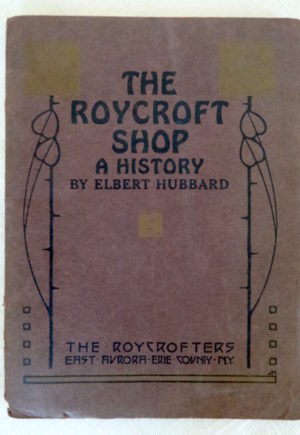 THE
ROYCROFT
SHOP
A HISTORY
BY ELBERT HUBBARD
THE ROYCROFTERS
EAST · AVRORA · ERIE · COVNTY · N.Y.